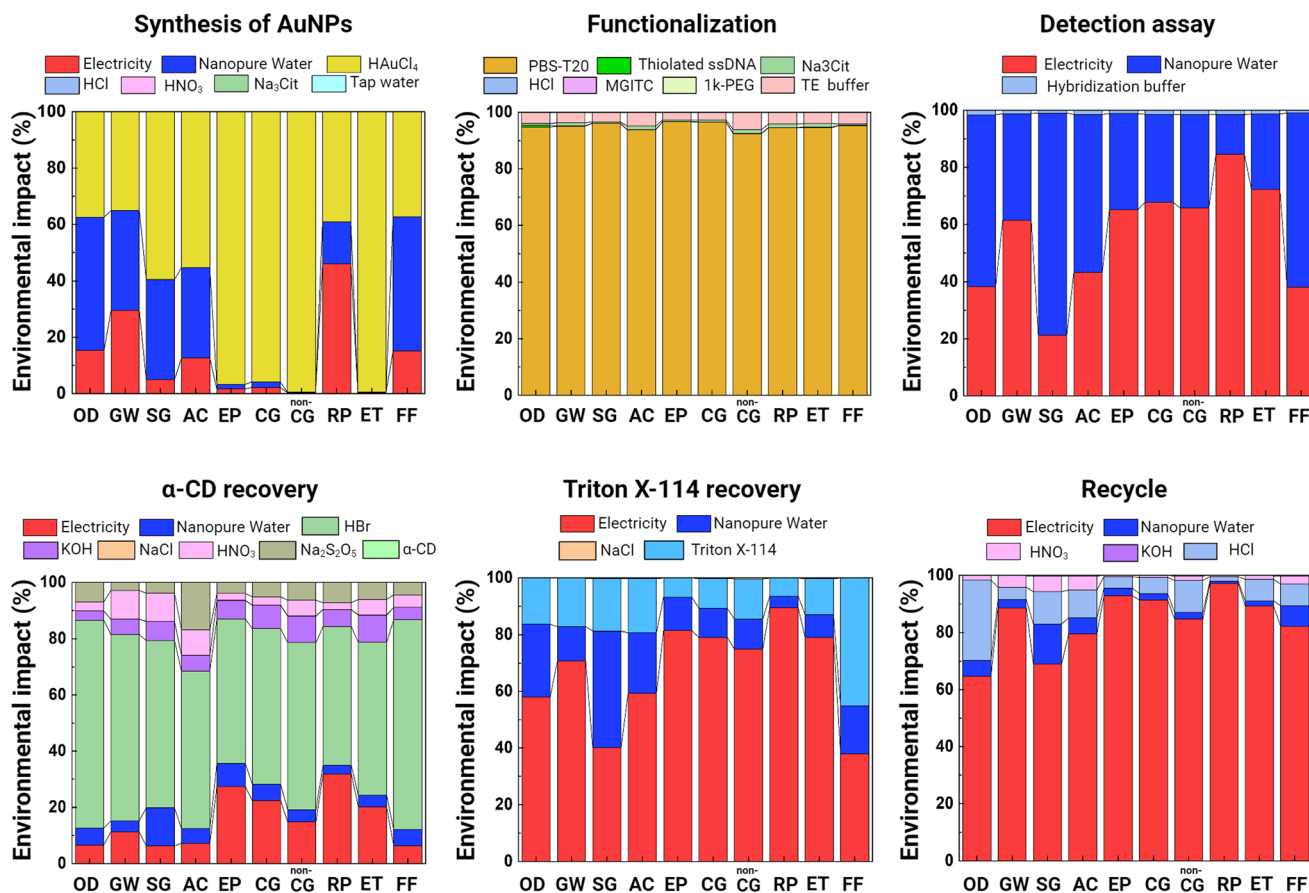 Synthesis of AuNPs
Electricity Nanopure Water HAuCl₄
HCl HNO₃ Na₃Cit Tap water
Environmental impact (%)
100
80
60
40
20
0
OD GW SG AC EP CG non-CG RP ET FF
Functionalization
PBS-T20 Thiolated ssDNA Na3Cit
HCl MGITC 1k-PEG TE buffer
Environmental impact (%)
100
80
60
40
20
0
OD GW SG AC EP CG non-CG RP ET FF
Detection assay
Electricity Nanopure Water
Hybridization buffer
Environmental impact (%)
100
80
60
40
20
0
OD GW SG AC EP CG non-CG RP ET FF
α-CD recovery
Electricity Nanopure Water HBr
KOH NaCl HNO₃ Na₂S₂O₅ α-CD
Environmental impact (%)
100
80
60
40
20
0
OD GW SG AC EP CG non-CG RP ET FF
Triton X-114 recovery
Electricity Nanopure Water
NaCl Triton X-114
Environmental impact (%)
100
80
60
40
20
0
OD GW SG AC EP CG non-CG RP ET FF
Recycle
Electricity Nanopure Water
HNO₃ KOH HCl
Environmental impact (%)
100
80
60
40
20
0
OD GW SG AC EP CG non-CG RP ET FF